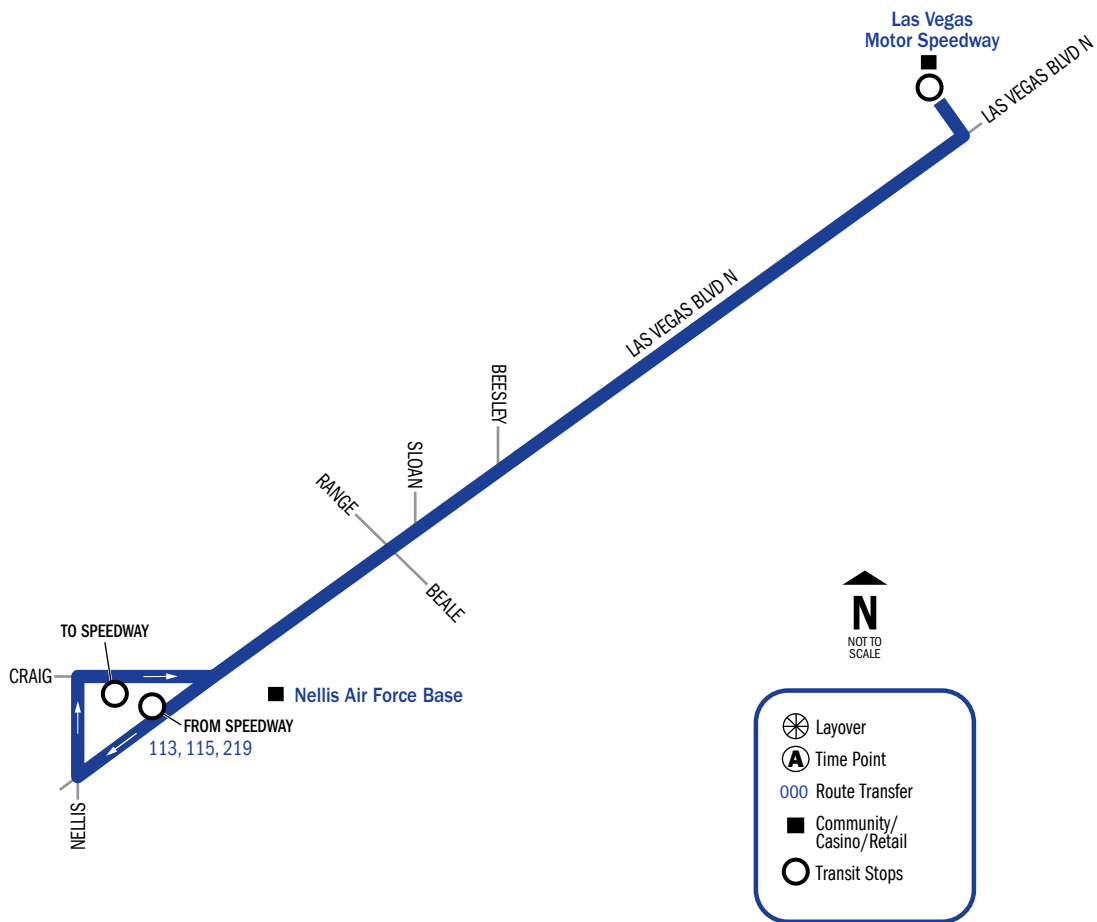 Las Vegas
Motor Speedway
LAS VEGAS BLVD N
LAS VEGAS BLVD N
BEESLEY
SLOAN
RANGE
BEALE
N
NOT TO
SCALE
TO SPEEDWAY
CRAIG
Nellis Air Force Base
FROM SPEEDWAY
113, 115, 219
NELLIS
Layover
A Time Point
000 Route Transfer
Community/
Casino/Retail
Transit Stops